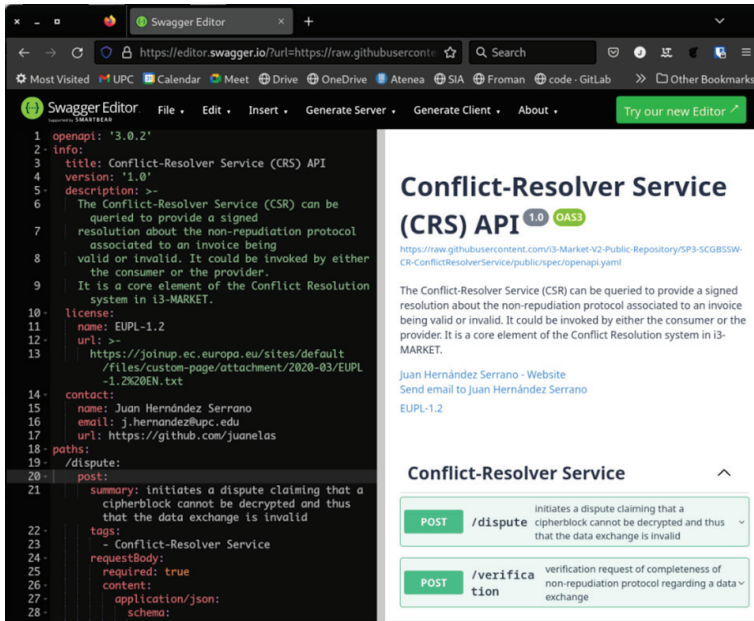 Swagger Editor
https://editor.swagger.io/?url=https://raw.githubuserconte
Search
Most Visited UPC Calendar Meet Drive OneDrive Atenea SIA Froman code · GitLab Other Bookmarks
Swagger Editor File Edit Insert Generate Server Generate Client About Try our new Editor
Supported by SMARTBEAR
1 openapi: '3.0.2'
2 info:
3 title: Conflict-Resolver Service (CRS) API
4 version: '1.0'
5 description: >-
6 The Conflict-Resolver Service (CSR) can be
queried to provide a signed
7 resolution about the non-repudiation protocol
associated to an invoice being
8 valid or invalid. It could be invoked by either
the consumer or the provider.
9 It is a core element of the Conflict Resolution
system in i3-MARKET.
10 license:
11 name: EUPL-1.2
12 url: >-
13 https://joinup.ec.europa.eu/sites/default
/files/custom-page/attachment/2020-03/EUPL
-1.2%20EN.txt
14 contact:
15 name: Juan Hernández Serrano
16 email: j.hernandez@upc.edu
17 url: https://github.com/juanelas
18 paths:
19 /dispute:
20 post:
21 summary: initiates a dispute claiming that a
cipherblock cannot be decrypted and thus
that the data exchange is invalid
22 tags:
23 - Conflict-Resolver Service
24 requestBody:
25 required: true
26 content:
27 application/json:
28 schema:
Conflict-Resolver Service
(CRS) API 1.0 OAS3
https://raw.githubusercontent.com/i3-Market-V2-Public-Repository/SP3-SCGBSSW-
CR-ConflictResolverService/public/spec/openapi.yaml
The Conflict-Resolver Service (CSR) can be queried to provide a signed
resolution about the non-repudiation protocol associated to an invoice
being valid or invalid. It could be invoked by either the consumer or the
provider. It is a core element of the Conflict Resolution system in i3-
MARKET.
Juan Hernández Serrano - Website
Send email to Juan Hernández Serrano
EUPL-1.2
Conflict-Resolver Service
POST /dispute
initiates a dispute claiming that a
cipherblock cannot be decrypted and thus
that the data exchange is invalid
POST /verifica
tion
verification request of completeness of
non-repudiation protocol regarding a data
exchange